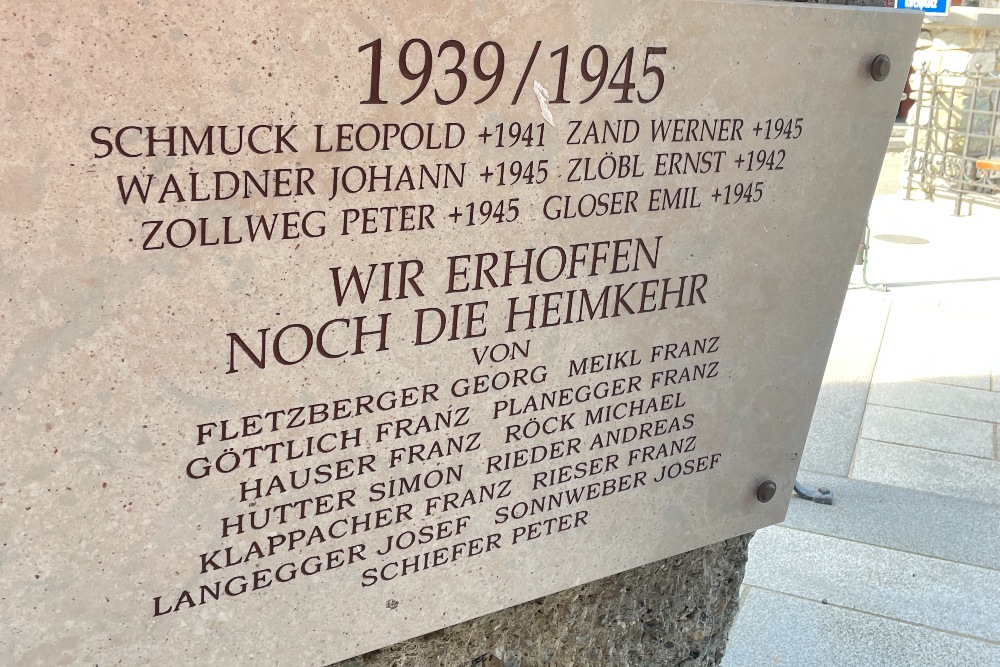 1939/1945
SCHMUCK LEOPOLD +1941 ZAND WERNER +1945
WALDNER JOHANN +1945 ZLÖBL ERNST +1942
ZOLLWEG PETER +1945 GLOSER EMIL +1945
WIR ERHOFFEN
NOCH DIE HEIMKEHR
VON
FLETZBERGER GEORG MEIKL FRANZ
GÖTTLICH FRANZ PLANEGGER FRANZ
HAUSER FRANZ RÖCK MICHAEL
HUTTER SIMON RIEDER ANDREAS
KLAPPACHER FRANZ RIESER FRANZ
LANGEGGER JOSEF SONNWEBER JOSEF
SCHIEFER PETER